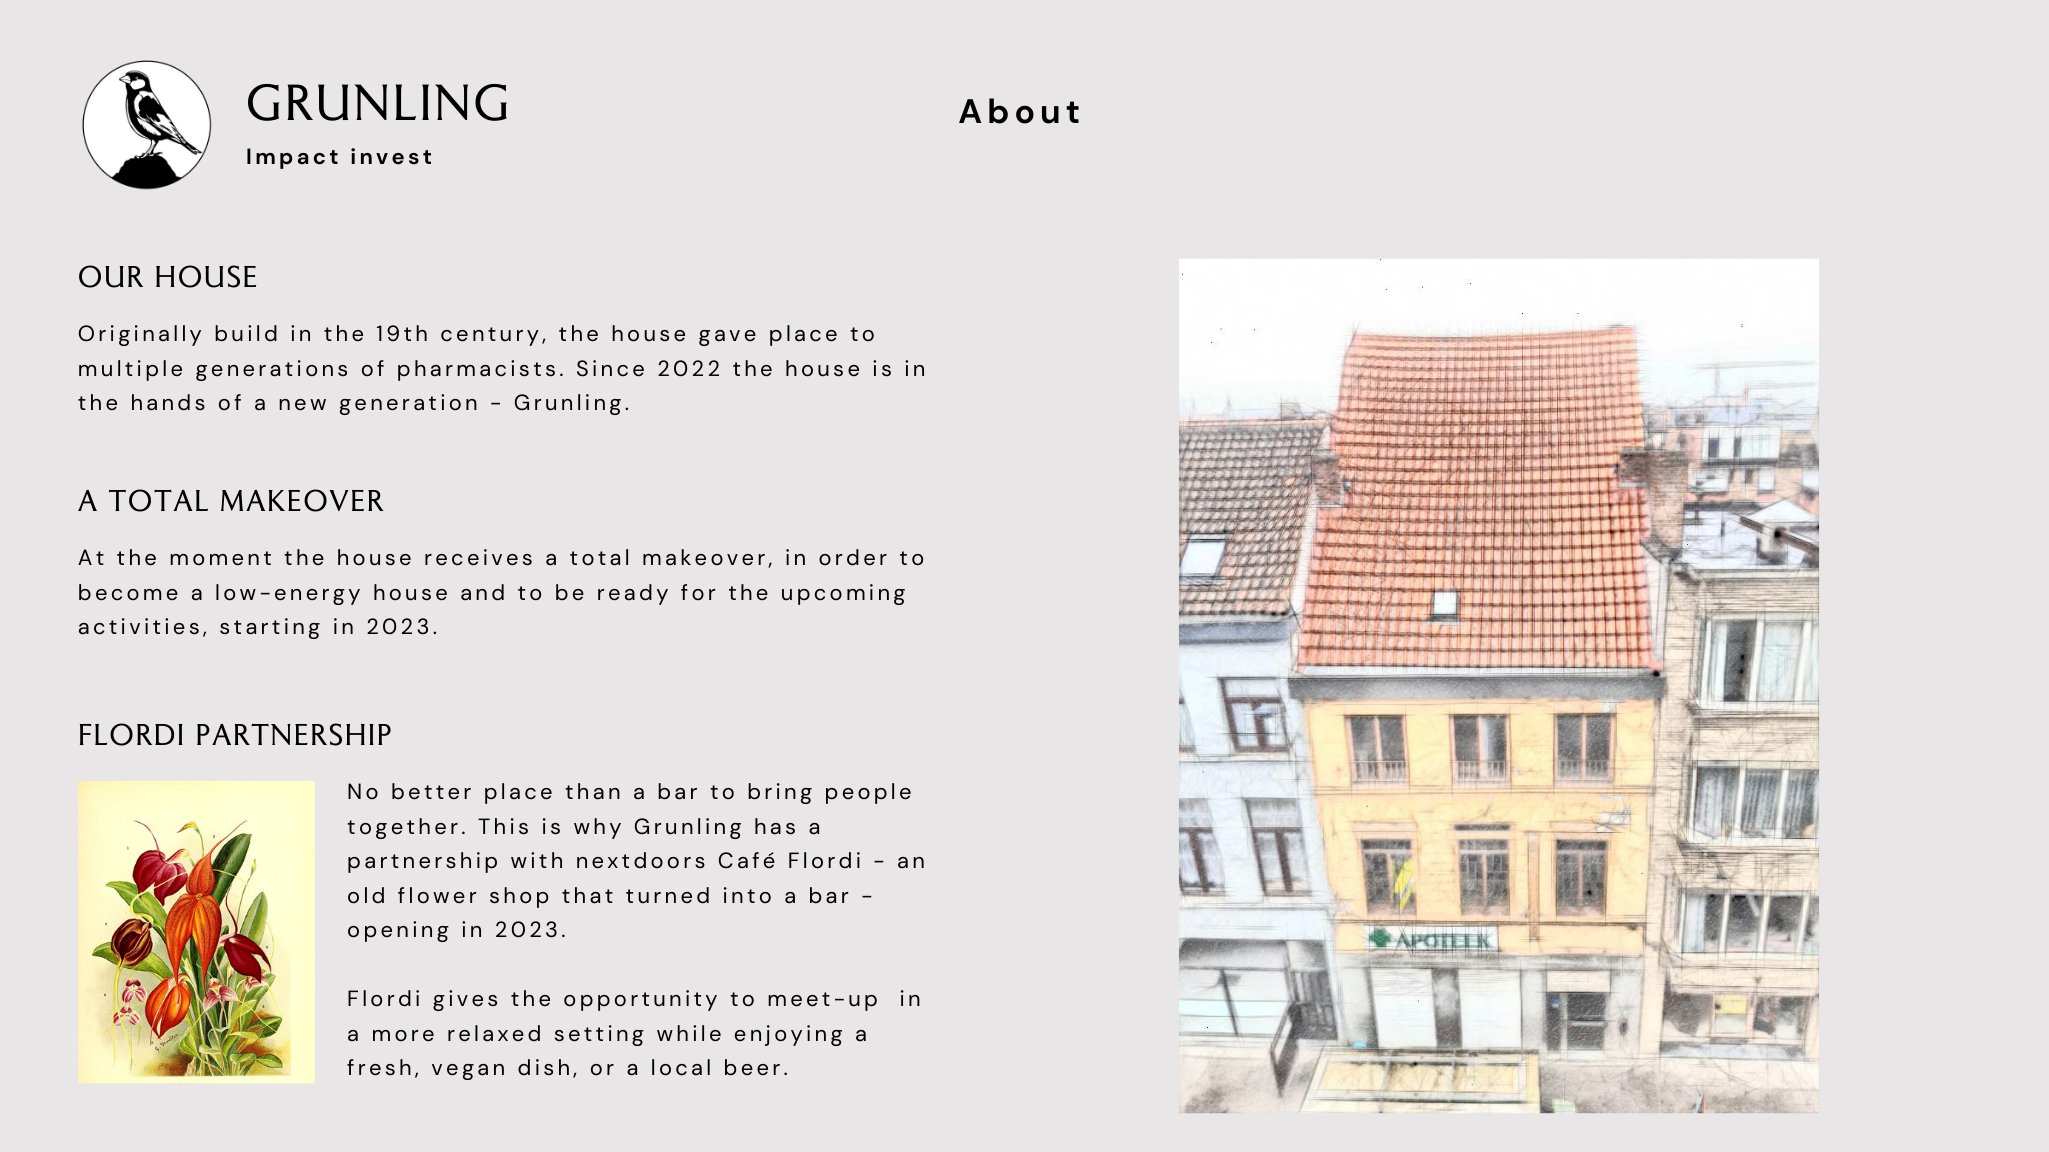 GRUNLING
Impact invest
About
OUR HOUSE
Originally build in the 19th century, the house gave place to
multiple generations of pharmacists. Since 2022 the house is in
the hands of a new generation - Grunling.
A TOTAL MAKEOVER
At the moment the house receives a total makeover, in order to
become a low-energy house and to be ready for the upcoming
activities, starting in 2023.
FLORDI PARTNERSHIP
No better place than a bar to bring people
together. This is why Grunling has a
partnership with nextdoors Café Flordi - an
old flower shop that turned into a bar -
opening in 2023.
Flordi gives the opportunity to meet-up  in
a more relaxed setting while enjoying a
fresh, vegan dish, or a local beer.
APOTEEK